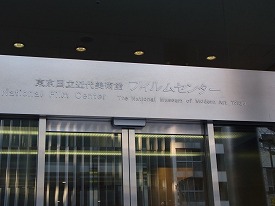 東京国立近代美術館 フィルムセンター
National Film Center The National Museum of Modern Art, Tokyo